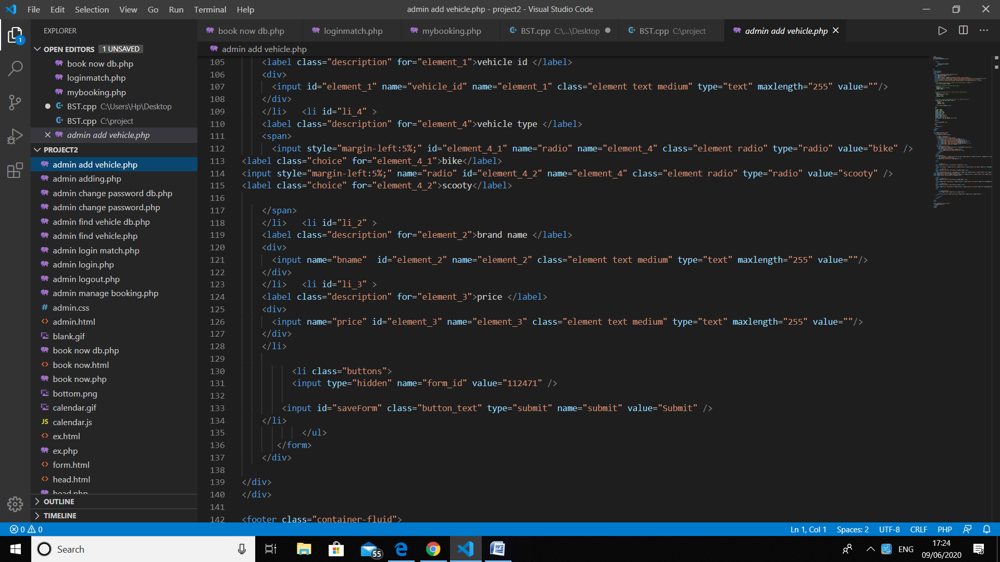 File Edit Selection View Go Run Terminal Help
admin add vehicle.php - project2 - Visual Studio Code
EXPLORER
OPEN EDITORS 1 UNSAVED
book now db.php
loginmatch.php
mybooking.php
BST.cpp C:\Users\Hp\Desktop
BST.cpp C:\project
admin add vehicle.php
PROJECT2
admin add vehicle.php
admin adding.php
admin change password db.php
admin change password.php
admin find vehicle db.php
admin find vehicle.php
admin login match.php
admin login.php
admin logout.php
admin manage booking.php
# admin.css
<> admin.html
blank.gif
book now db.php
<> book now.html
book now.php
bottom.png
calendar.gif
JS calendar.js
<> ex.html
ex.php
<> form.html
<> head.html
head.php
OUTLINE
TIMELINE
book now db.php loginmatch.php mybooking.php BST.cpp C:\...\Desktop BST.cpp C:\project admin add vehicle.php
admin add vehicle.php
105 <label class="description" for="element_1">vehicle id </label>
106 <div>
107 <input id="element_1" name="vehicle_id" name="element_1" class="element text medium" type="text" maxlength="255" value=""/>
108 </div>
109 </li> <li id="li_4" >
110 <label class="description" for="element_4">vehicle type </label>
111 <span>
112 <input style="margin-left:5%;" id="element_4_1" name="radio" name="element_4" class="element radio" type="radio" value="bike" />
113 <label class="choice" for="element_4_1">bike</label>
114 <input style="margin-left:5%;" name="radio" id="element_4_2" name="element_4" class="element radio" type="radio" value="scooty" />
115 <label class="choice" for="element_4_2">scooty</label>
116
117 </span>
118 </li> <li id="li_2" >
119 <label class="description" for="element_2">brand name </label>
120 <div>
121 <input name="bname"  id="element_2" name="element_2" class="element text medium" type="text" maxlength="255" value=""/>
122 </div>
123 </li> <li id="li_3" >
124 <label class="description" for="element_3">price </label>
125 <div>
126 <input name="price" id="element_3" name="element_3" class="element text medium" type="text" maxlength="255" value=""/>
127 </div>
128 </li>
129
130 <li class="buttons">
131 <input type="hidden" name="form_id" value="112471" />
132
133 <input id="saveForm" class="button_text" type="submit" name="submit" value="Submit" />
134 </li>
135 </ul>
136 </form>
137 </div>
138
139 </div>
140 </div>
141
142 <footer class="container-fluid">
0 0 Ln 1, Col 1 Spaces: 2 UTF-8 CRLF PHP
Search 55 ENG 17:24
09/06/2020